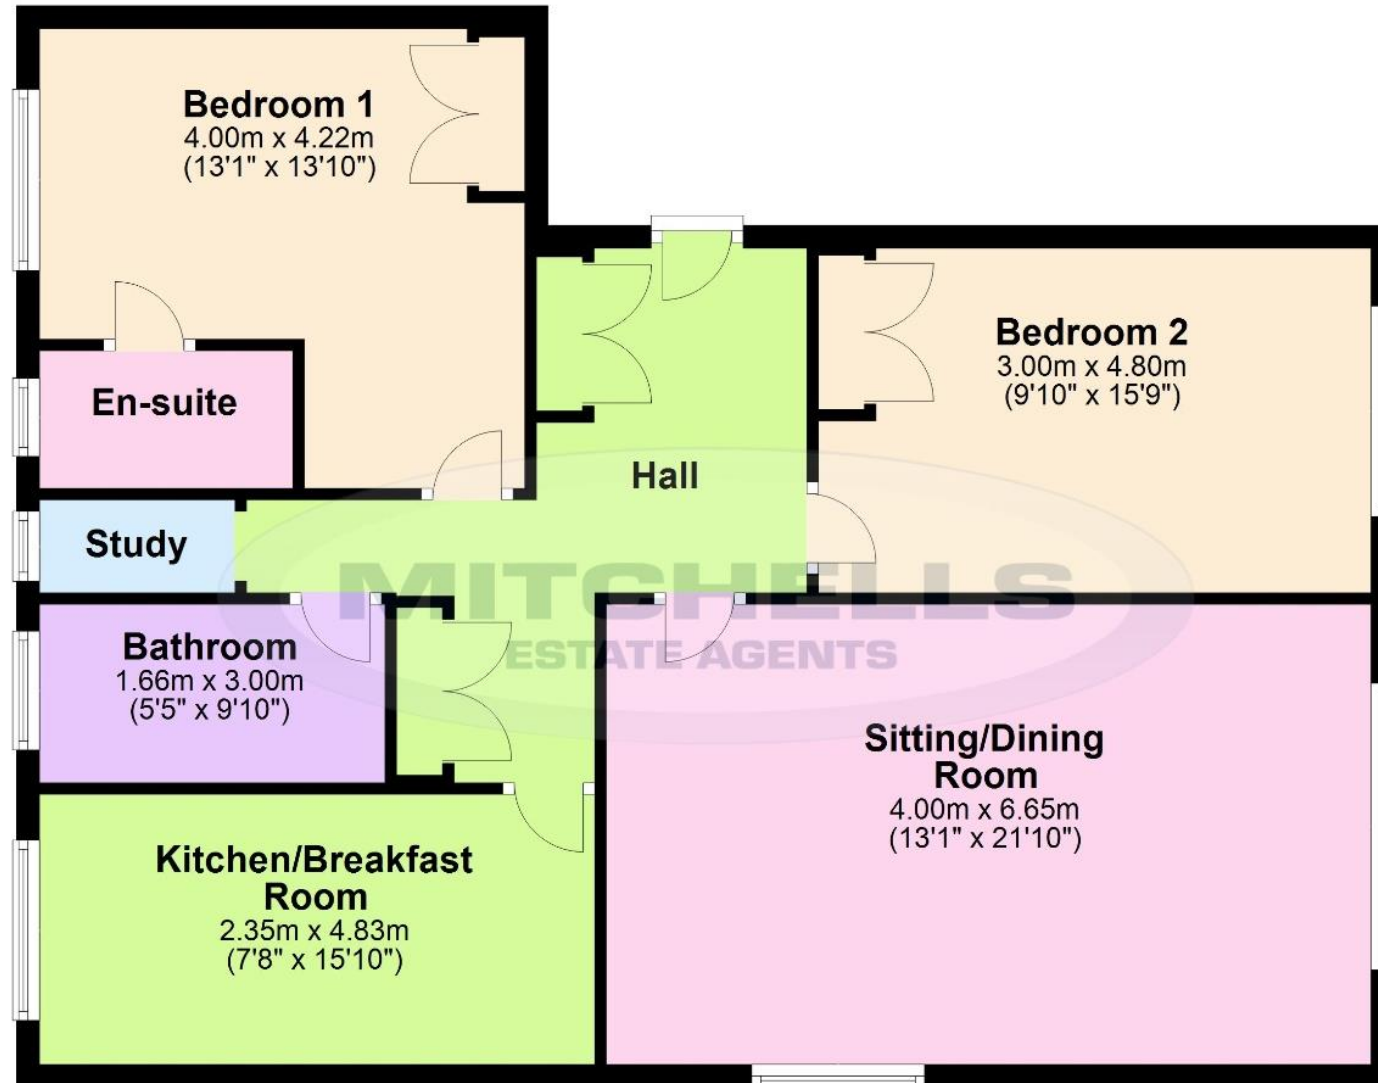 Bedroom 1
4.00m x 4.22m
(13'1" x 13'10")
Bedroom 2
3.00m x 4.80m
(9'10" x 15'9")
En-suite
Hall
Study
MITCHELLS
ESTATE AGENTS
Bathroom
1.66m x 3.00m
(5'5" x 9'10")
Sitting/Dining
Room
4.00m x 6.65m
(13'1" x 21'10")
Kitchen/Breakfast
Room
2.35m x 4.83m
(7'8" x 15'10")